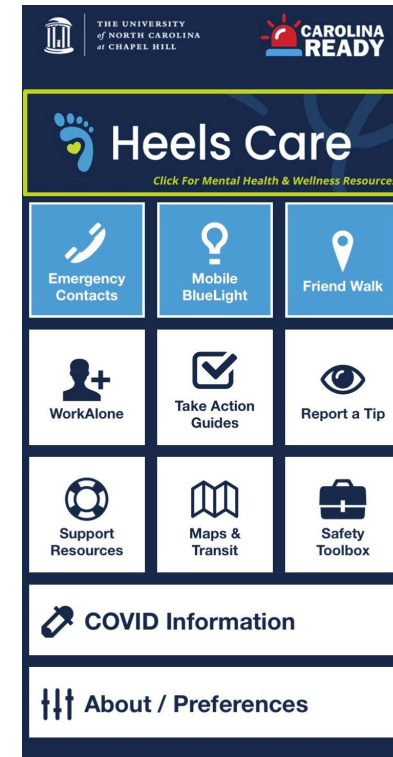 THE UNIVERSITY
of NORTH CAROLINA
at CHAPEL HILL
CAROLINA
READY
Heels Care
Click For Mental Health & Wellness Resources
Emergency
Contacts
Mobile
BlueLight
Friend Walk
WorkAlone
Take Action
Guides
Report a Tip
Support
Resources
Maps &
Transit
Safety
Toolbox
COVID Information
About / Preferences